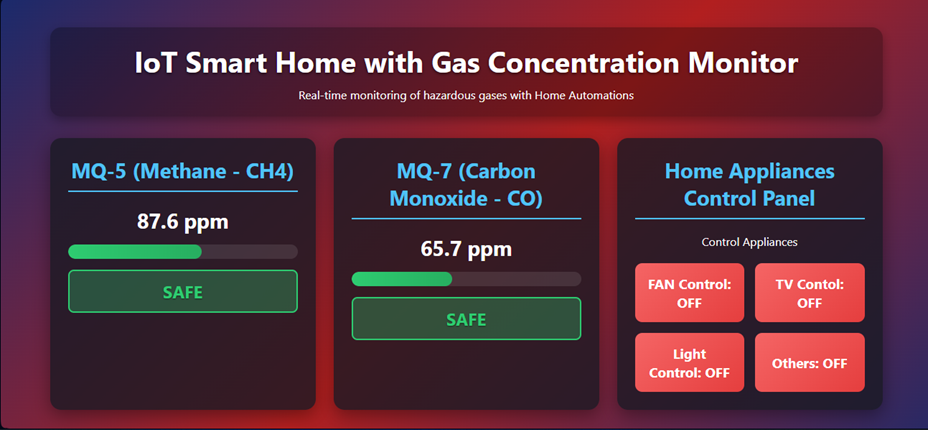 IoT Smart Home with Gas Concentration Monitor
Real-time monitoring of hazardous gases with Home Automations
MQ-5 (Methane - CH4)
87.6 ppm
SAFE
MQ-7 (Carbon
Monoxide - CO)
65.7 ppm
SAFE
Home Appliances
Control Panel
Control Appliances
FAN Control:
OFF
TV Contol:
OFF
Light
Control: OFF
Others: OFF